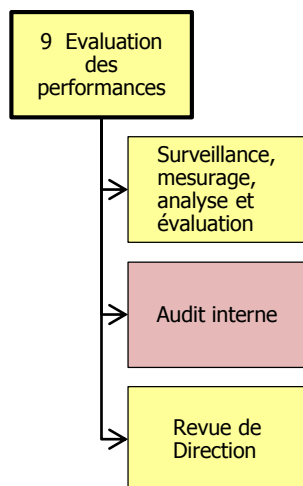 9 Evaluation
des
performances
Surveillance,
mesurage,
analyse et
évaluation
Audit interne
Revue de
Direction